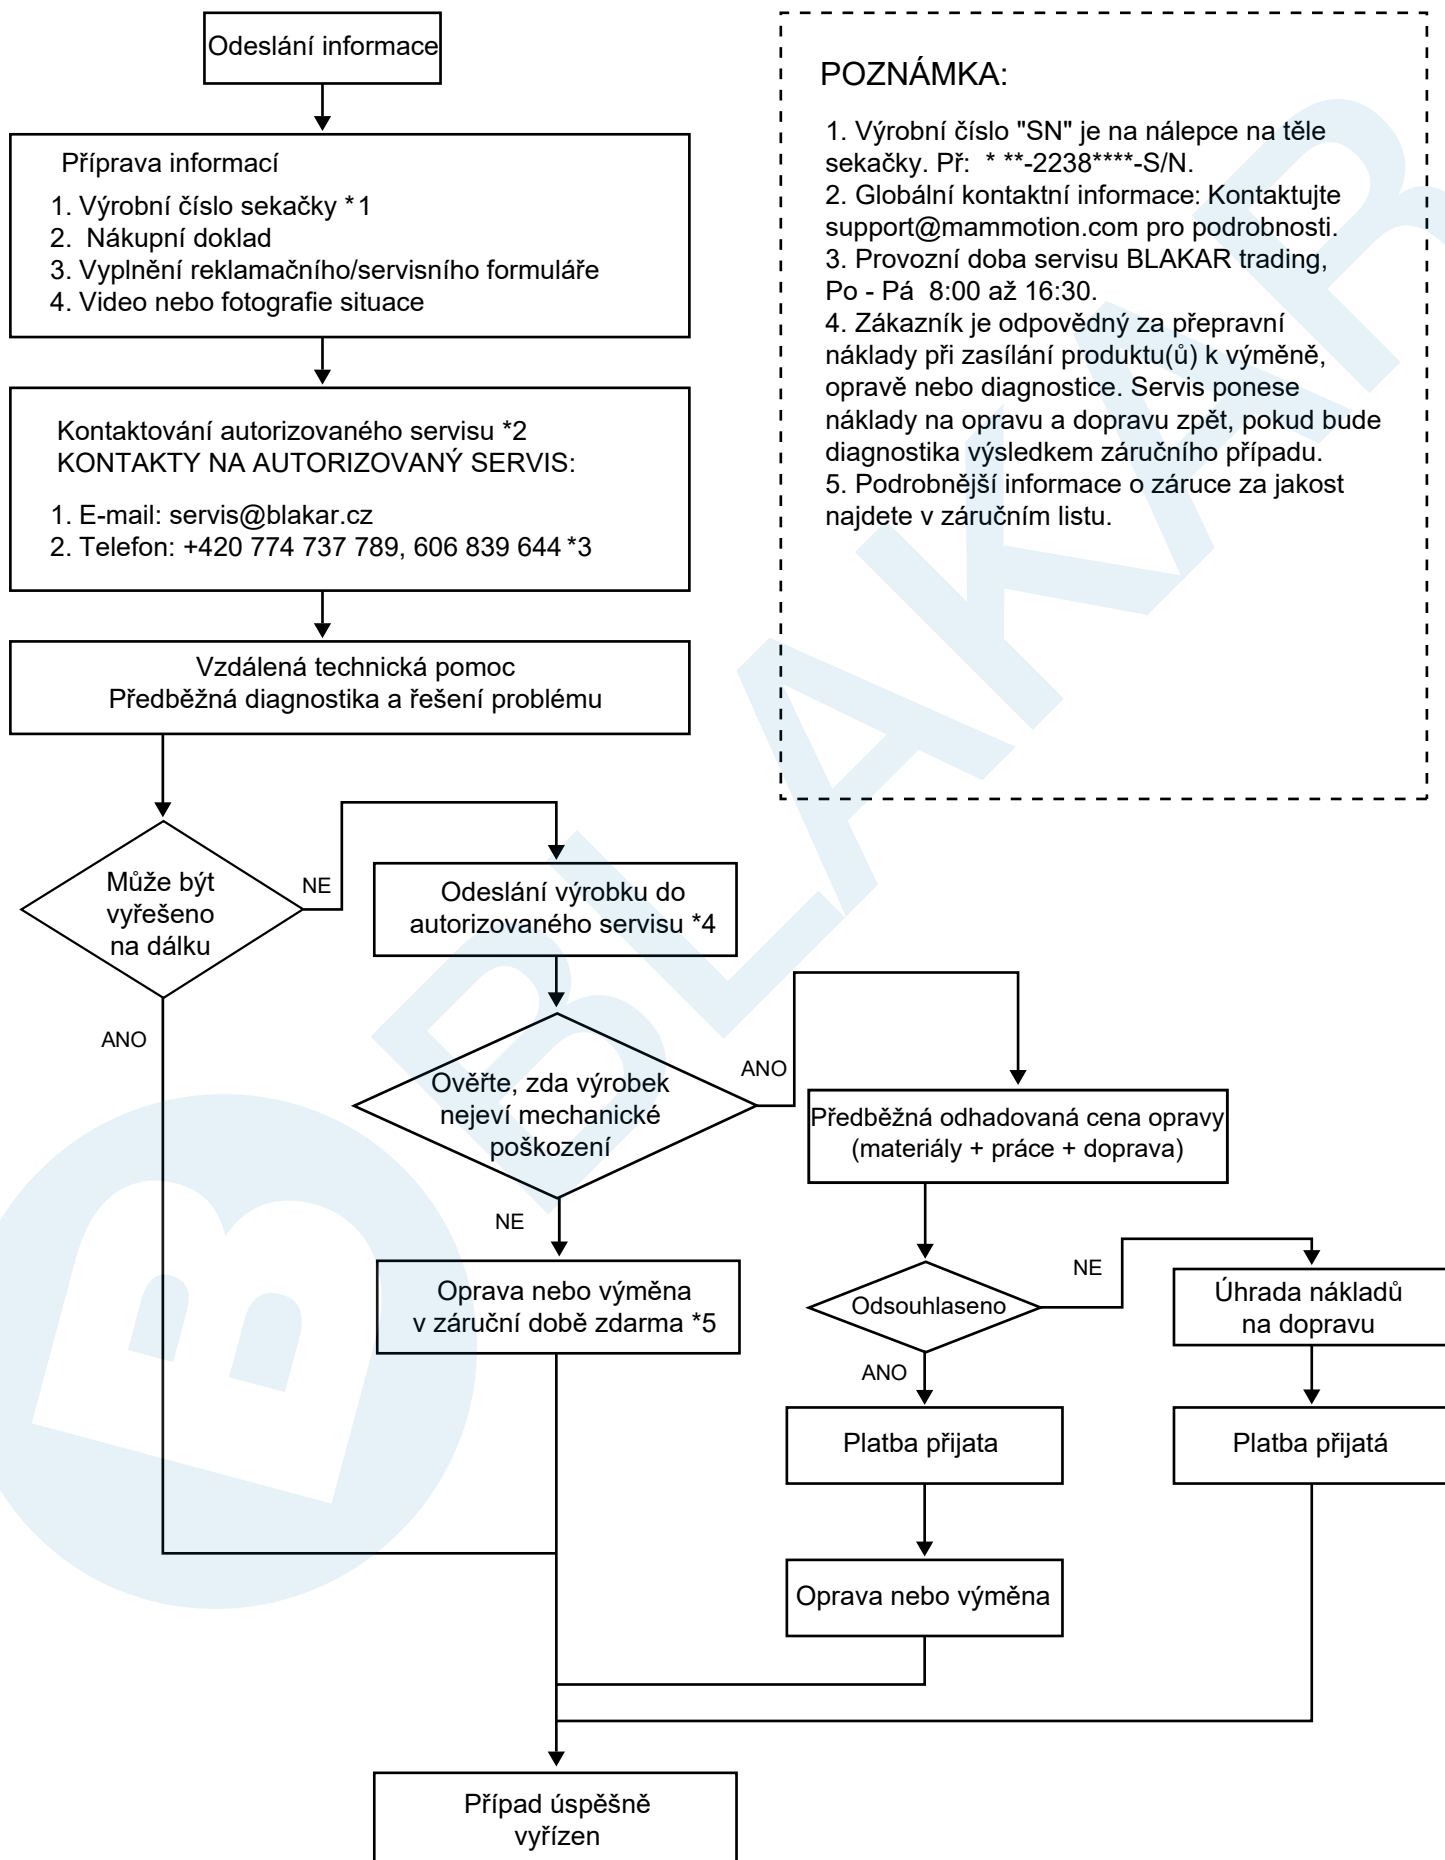 Odeslání informace
Příprava informací
1. Výrobní číslo sekačky *1
2. Nákupní doklad
3. Vyplnění reklamačního/servisního formuláře
4. Video nebo fotografie situace
Kontaktování autorizovaného servisu *2
KONTAKTY NA AUTORIZOVANÝ SERVIS:
1. E-mail: servis@blakar.cz
2. Telefon: +420 774 737 789, 606 839 644 *3
Vzdálená technická pomoc
Předběžná diagnostika a řešení problému
POZNÁMKA:
1. Výrobní číslo "SN" je na nálepce na těle
sekačky. Př: * **-2238****-S/N.
2. Globální kontaktní informace: Kontaktujte
support@mammotion.com pro podrobnosti.
3. Provozní doba servisu BLAKAR trading,
Po - Pá 8:00 až 16:30.
4. Zákazník je odpovědný za přepravní
náklady při zasílání produktu(ů) k výměně,
opravě nebo diagnostice. Servis ponese
náklady na opravu a dopravu zpět, pokud bude
diagnostika výsledkem záručního případu.
5. Podrobnější informace o záruce za jakost
najdete v záručním listu.
Může být
vyřešeno
na dálku
NE
ANO
Odeslání výrobku do
autorizovaného servisu *4
Ověřte, zda výrobek
nejeví mechanické
poškození
ANO
NE
Předběžná odhadovaná cena opravy
(materiály + práce + doprava)
Oprava nebo výměna
v záruční době zdarma *5
Odsouhlaseno
NE
ANO
Úhrada nákladů
na dopravu
Platba přijata
Platba přijatá
Oprava nebo výměna
Případ úspěšně
vyřízen
B BLAKAR